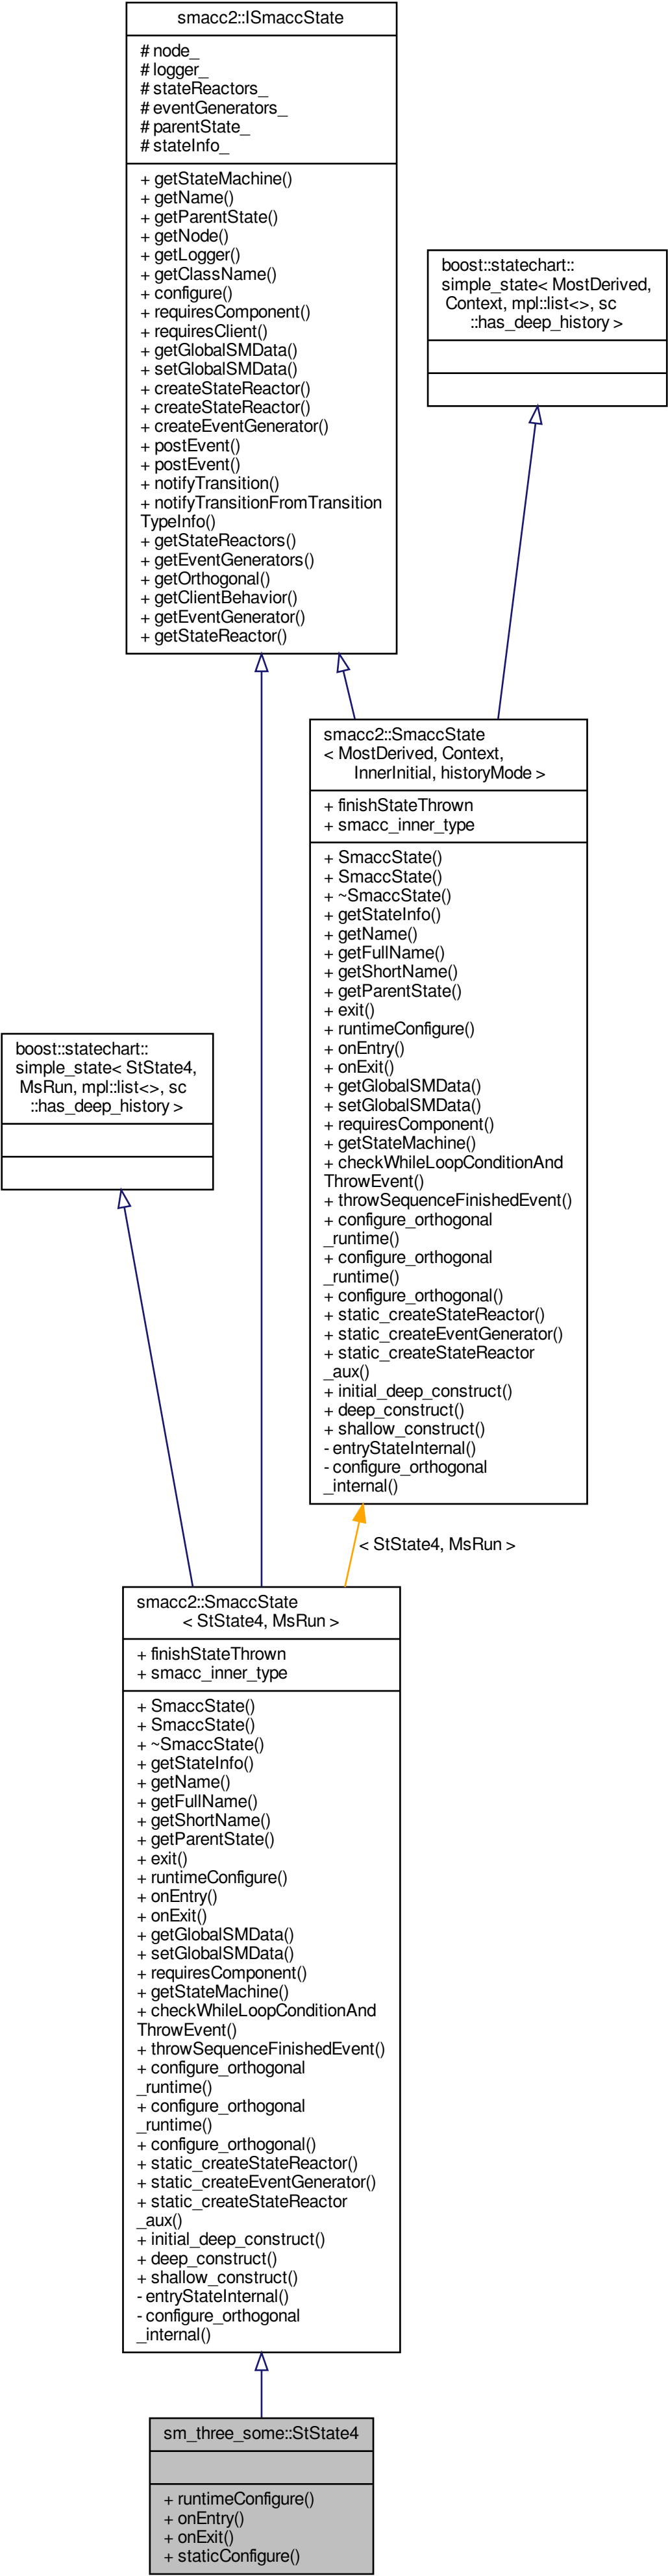 smacc2::ISmaccState
# node_
# logger_
# stateReactors_
# eventGenerators_
# parentState_
# stateInfo_
+ getStateMachine()
+ getName()
+ getParentState()
+ getNode()
+ getLogger()
+ getClassName()
+ configure()
+ requiresComponent()
+ requiresClient()
+ getGlobalSMData()
+ setGlobalSMData()
+ createStateReactor()
+ createStateReactor()
+ createEventGenerator()
+ postEvent()
+ postEvent()
+ notifyTransition()
+ notifyTransitionFromTransition
TypeInfo()
+ getStateReactors()
+ getEventGenerators()
+ getOrthogonal()
+ getClientBehavior()
+ getEventGenerator()
+ getStateReactor()
boost::statechart::
simple_state< MostDerived,
Context, mpl::list<>, sc
::has_deep_history >
smacc2::SmaccState
< MostDerived, Context,
InnerInitial, historyMode >
+ finishStateThrown
+ smacc_inner_type
+ SmaccState()
+ SmaccState()
+ ~SmaccState()
+ getStateInfo()
+ getName()
+ getFullName()
+ getShortName()
+ getParentState()
+ exit()
+ runtimeConfigure()
+ onEntry()
+ onExit()
+ getGlobalSMData()
+ setGlobalSMData()
+ requiresComponent()
+ getStateMachine()
+ checkWhileLoopConditionAnd
ThrowEvent()
+ throwSequenceFinishedEvent()
+ configure_orthogonal
_runtime()
+ configure_orthogonal
_runtime()
+ configure_orthogonal()
+ static_createStateReactor()
+ static_createEventGenerator()
+ static_createStateReactor
_aux()
+ initial_deep_construct()
+ deep_construct()
+ shallow_construct()
- entryStateInternal()
- configure_orthogonal
_internal()
boost::statechart::
simple_state< StState4,
MsRun, mpl::list<>, sc
::has_deep_history >
< StState4, MsRun >
smacc2::SmaccState
< StState4, MsRun >
+ finishStateThrown
+ smacc_inner_type
+ SmaccState()
+ SmaccState()
+ ~SmaccState()
+ getStateInfo()
+ getName()
+ getFullName()
+ getShortName()
+ getParentState()
+ exit()
+ runtimeConfigure()
+ onEntry()
+ onExit()
+ getGlobalSMData()
+ setGlobalSMData()
+ requiresComponent()
+ getStateMachine()
+ checkWhileLoopConditionAnd
ThrowEvent()
+ throwSequenceFinishedEvent()
+ configure_orthogonal
_runtime()
+ configure_orthogonal
_runtime()
+ configure_orthogonal()
+ static_createStateReactor()
+ static_createEventGenerator()
+ static_createStateReactor
_aux()
+ initial_deep_construct()
+ deep_construct()
+ shallow_construct()
- entryStateInternal()
- configure_orthogonal
_internal()
sm_three_some::StState4
+ runtimeConfigure()
+ onEntry()
+ onExit()
+ staticConfigure()